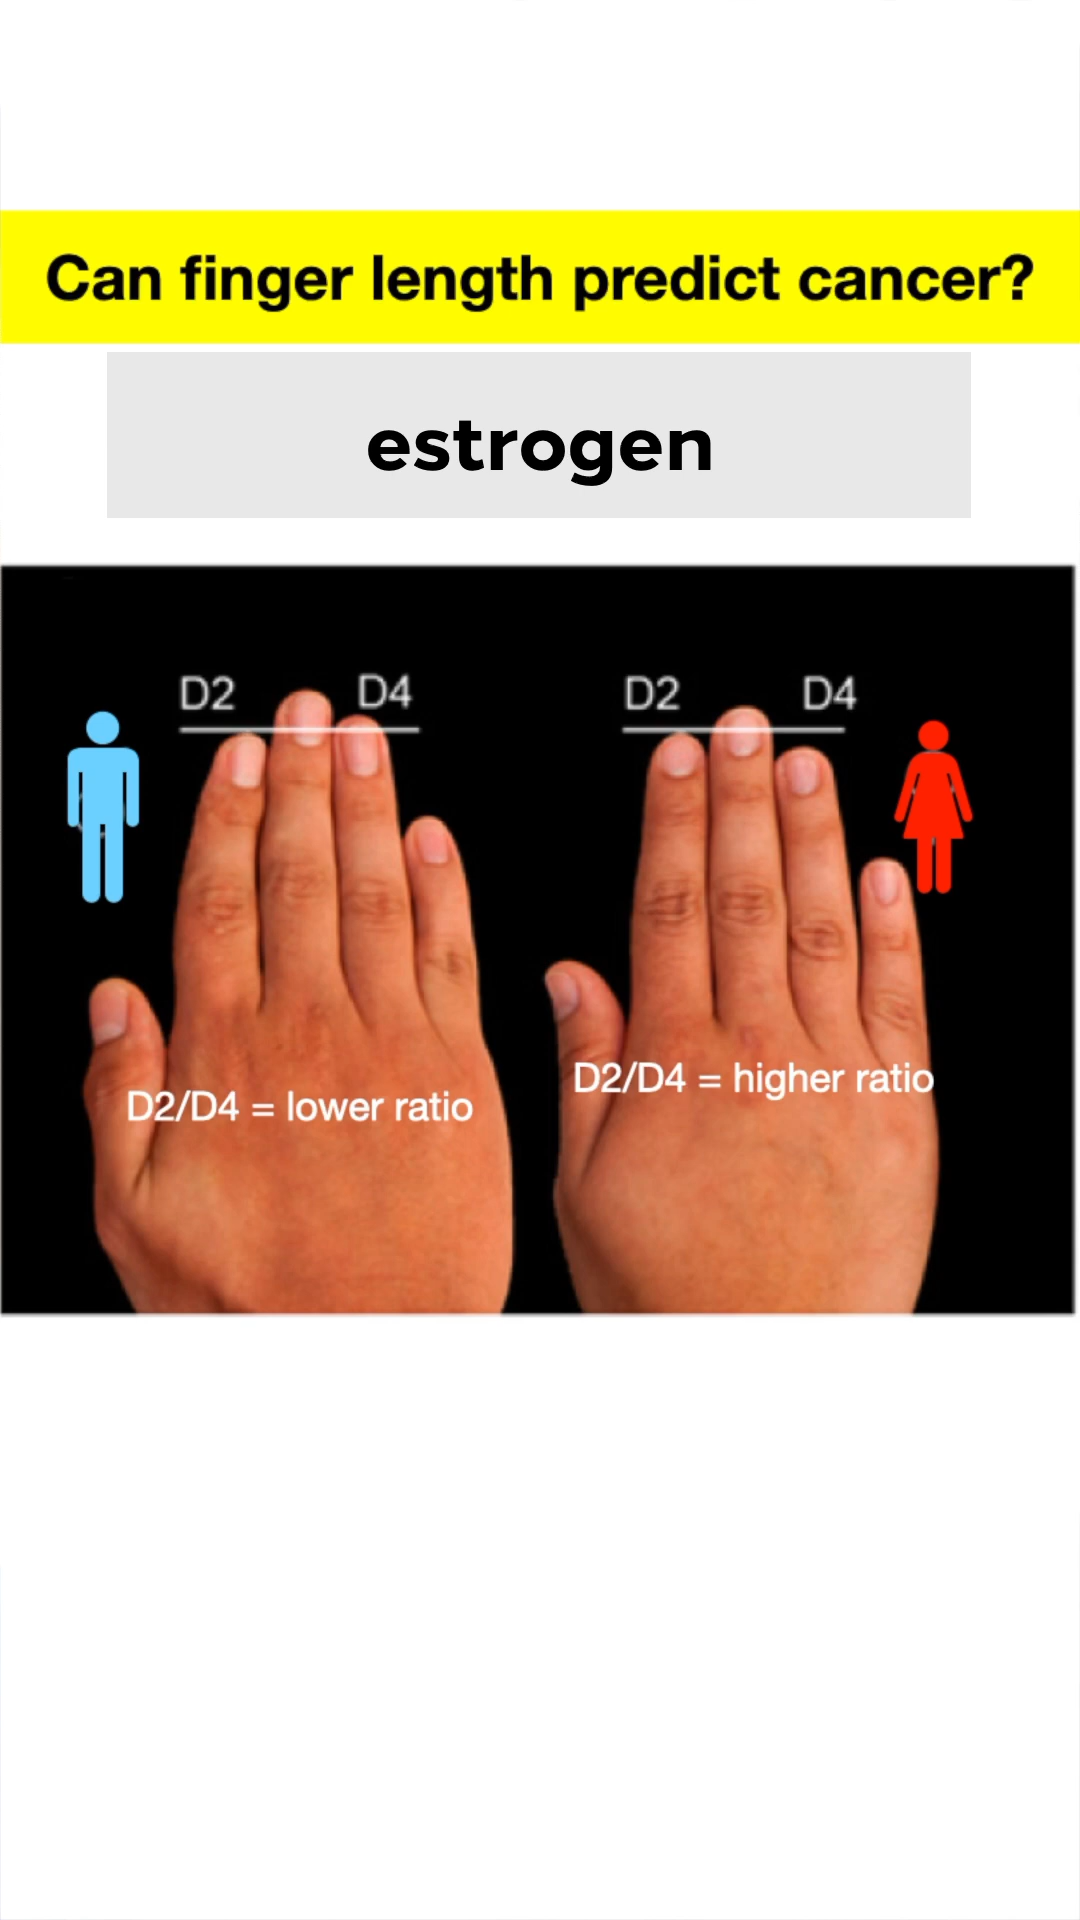 Can finger length predict cancer?
estrogen
D2 D4
D2 D4
D2/D4 = lower ratio
D2/D4 = higher ratio